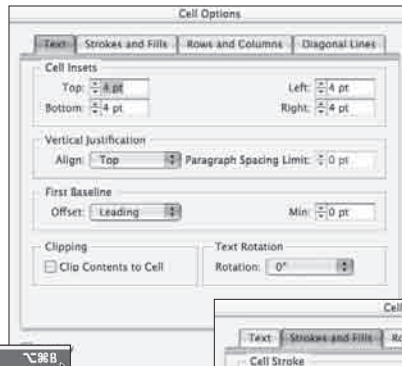 Cell Options
Text Strokes and Fills Rows and Columns Diagonal Lines
Cell Insets
Top: 4 pt Left: 4 pt
Bottom: 4 pt Right: 4 pt
Vertical Justification
Align: Top Paragraph Spacing Limit: 0 pt
First Baseline
Offset: Leading Min: 0 pt
Clipping Text Rotation
Clip Contents to Cell Rotation: 0°
Cell
Text Strokes and Fills Ro
⌥⌘B
Cell Stroke